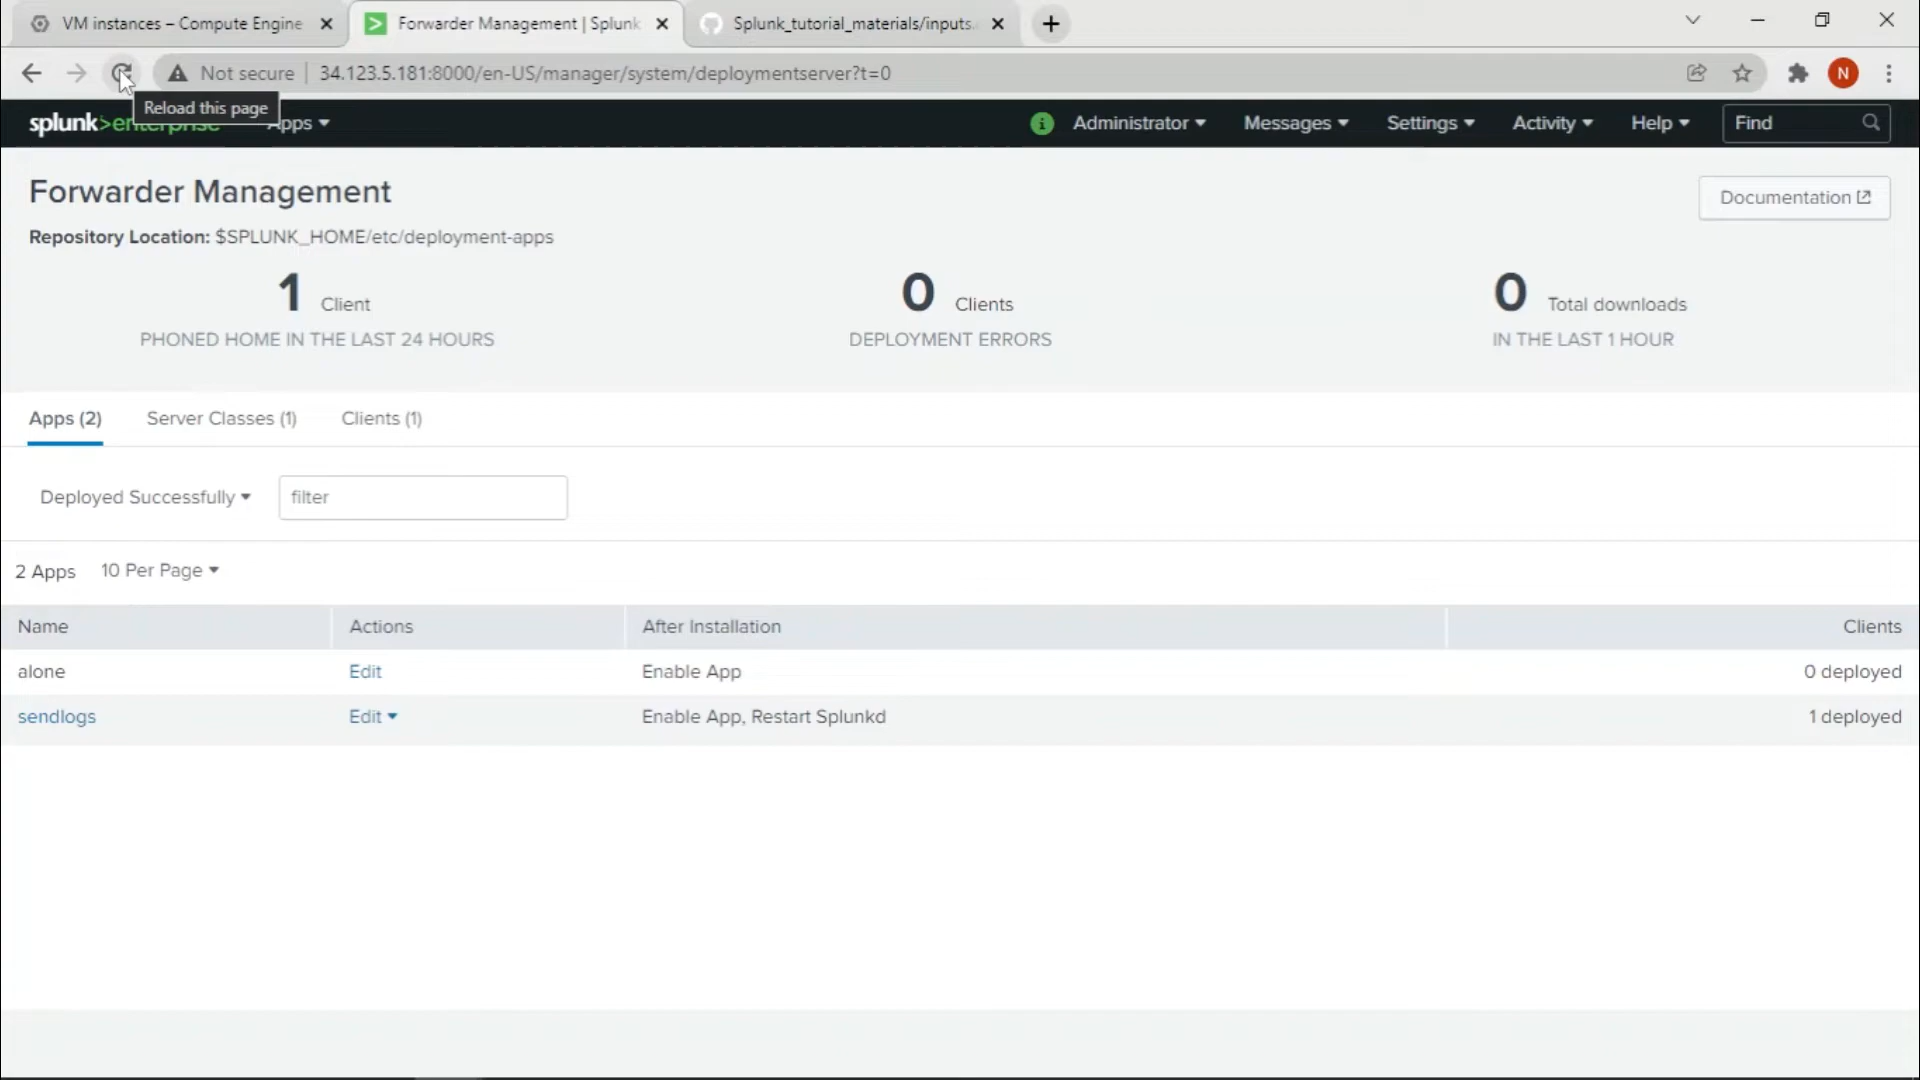 VM instances – Compute Engine
Forwarder Management | Splunk
Splunk_tutorial_materials/inputs.
Not secure
34.123.5.181:8000/en-US/manager/system/deploymentserver?t=0
N
Reload this page
splunk>enterprise
Apps
Administrator
Messages
Settings
Activity
Help
Find
Forwarder Management
Documentation
Repository Location: $SPLUNK_HOME/etc/deployment-apps
1 Client
PHONED HOME IN THE LAST 24 HOURS
0 Clients
DEPLOYMENT ERRORS
0 Total downloads
IN THE LAST 1 HOUR
Apps (2)
Server Classes (1)
Clients (1)
Deployed Successfully
filter
2 Apps
10 Per Page
Name
Actions
After Installation
Clients
alone
Edit
Enable App
0 deployed
sendlogs
Edit
Enable App, Restart Splunkd
1 deployed